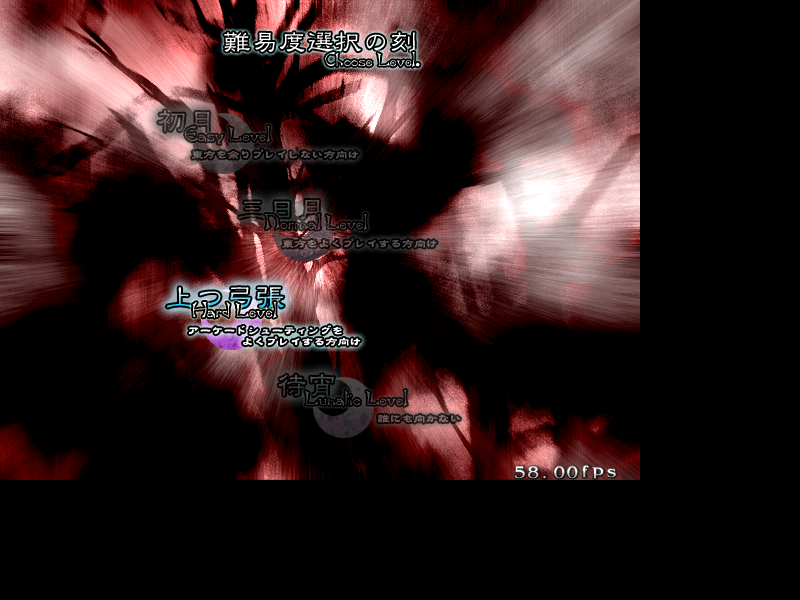 難易度選択の刻
Choose Level.
初月
Easy Level
東方を余りプレイしない方向け
三日月
Normal Level
東方をよくプレイする方向け
上つ弓張
Hard Level
アーケードシューティングを
よくプレイする方向け
待宵
Lunatic Level
誰にも向かない
58.00fps